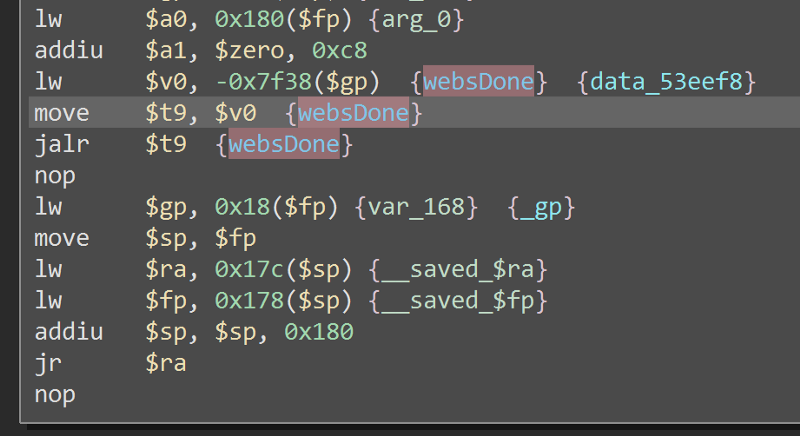 lw $a0, 0x180($fp) {arg_0}
addiu $a1, $zero, 0xc8
lw $v0, -0x7f38($gp) {websDone} {data_53eef8}
move $t9, $v0 {websDone}
jalr $t9 {websDone}
nop
lw $gp, 0x18($fp) {var_168} {_gp}
move $sp, $fp
lw $ra, 0x17c($sp) {__saved_$ra}
lw $fp, 0x178($sp) {__saved_$fp}
addiu $sp, $sp, 0x180
jr $ra
nop